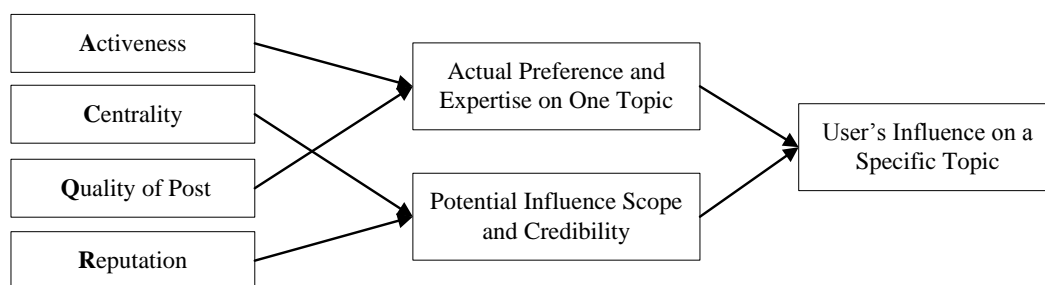 Activeness
Centrality
Quality of Post
Reputation
Actual Preference and
Expertise on One Topic
Potential Influence Scope
and Credibility
User's Influence on a
Specific Topic